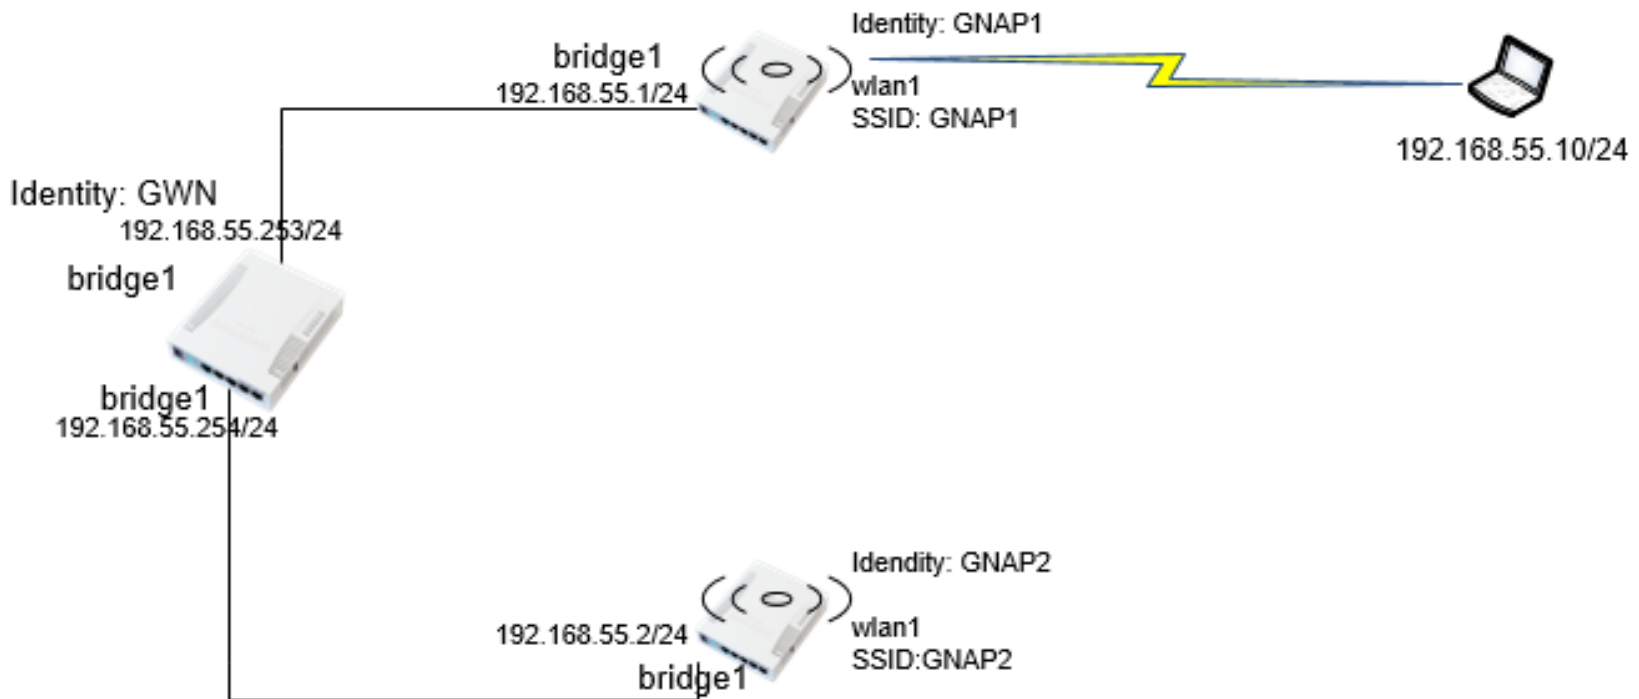 Identity: GNAP1
bridge1
192.168.55.1/24
wlan1
SSID: GNAP1
192.168.55.10/24
Identity: GWN
192.168.55.253/24
bridge1
bridge1
192.168.55.254/24
Idendity: GNAP2
192.168.55.2/24
wlan1
SSID:GNAP2
bridge1